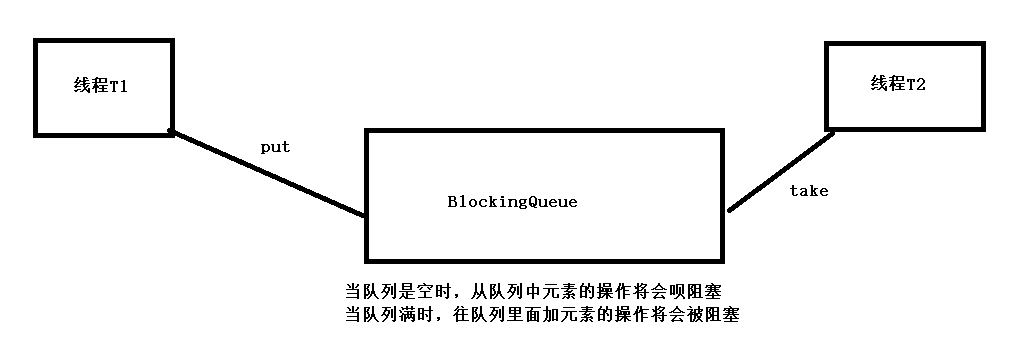 线程T1
线程T2
put
take
BlockingQueue
当队列是空时，从队列中元素的操作将会呗阻塞
当队列满时，往队列里面加元素的操作将会被阻塞